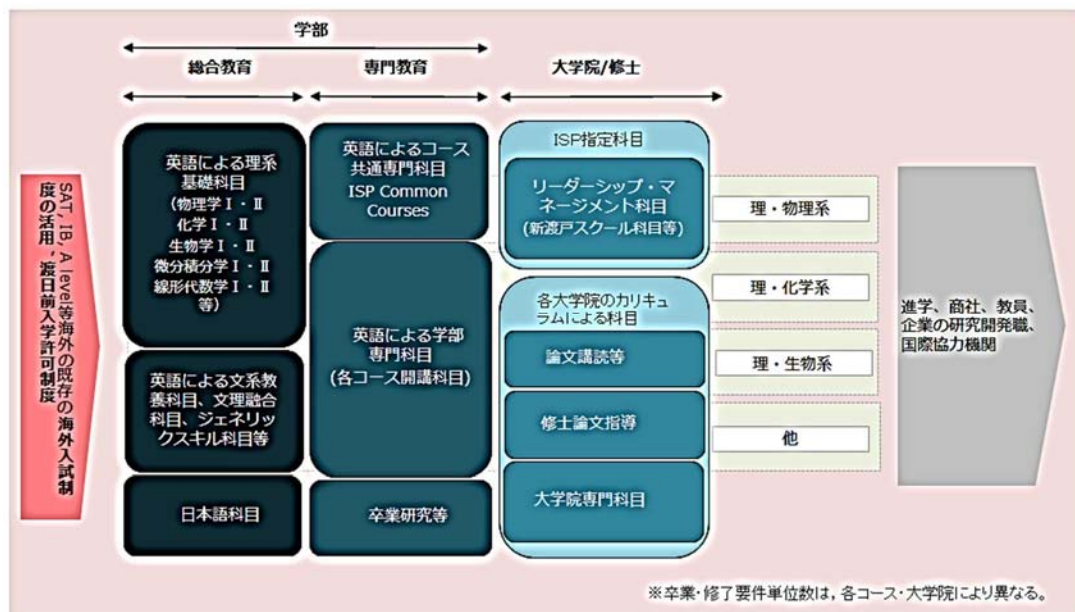 学部
総合教育
専門教育
大学院/修士
SAT, IB, A level等海外の既存の海外入試制
度の活用、渡日前入学許可制度
英語による理系
基礎科目
（物理学Ⅰ・Ⅱ
化学Ⅰ・Ⅱ
生物学Ⅰ・Ⅱ
微分積分学Ⅰ・Ⅱ
線形代数学Ⅰ・Ⅱ
等）
英語による文系教
養科目、文理融合
科目、ジェネリッ
クスキル科目等
日本語科目
英語によるコース
共通専門科目
ISP Common
Courses
英語による学部
専門科目
(各コース開講科目)
卒業研究等
ISP指定科目
リーダーシップ・マ
ネージメント科目
(新渡戸スクール科目等)
各大学院のカリキュ
ラムによる科目
論文講読等
修士論文指導
大学院専門科目
理・物理系
理・化学系
理・生物系
他
進学、商社、教員、
企業の研究開発職、
国際協力機関
※卒業・修了要件単位数は，各コース・大学院により異なる。